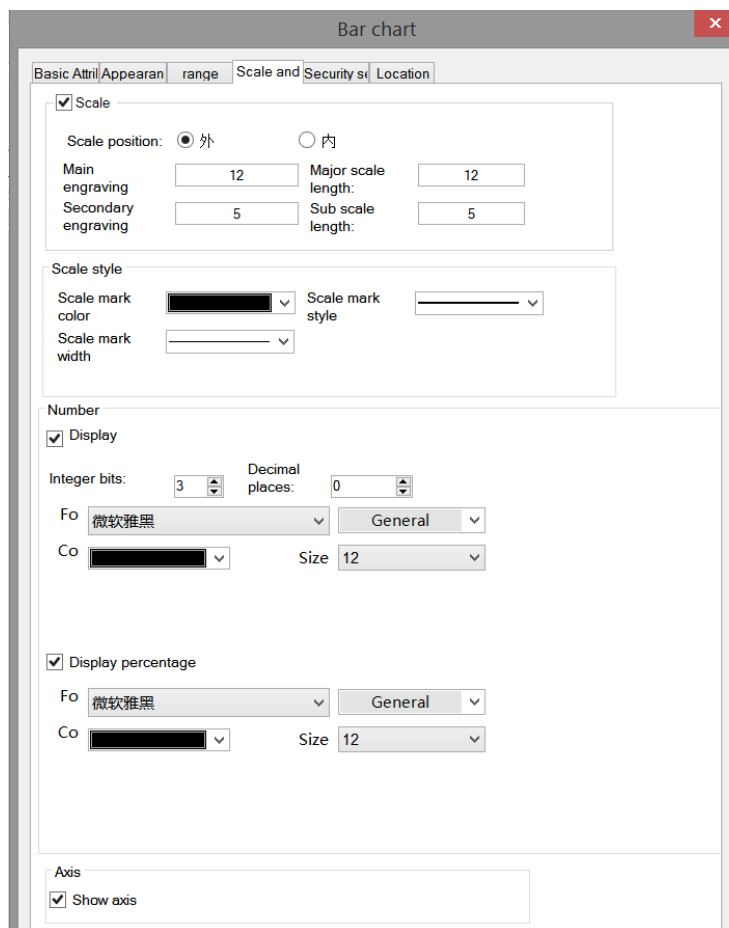 Bar chart
Basic Attril Appearan range Scale and Security se Location
Scale
Scale position: 外 内
Main engraving 12 Major scale length: 12
Secondary engraving 5 Sub scale length: 5
Scale style
Scale mark color Scale mark style
Scale mark width
Number
Display
Integer bits: 3 Decimal places: 0
Fo 微软雅黑 General
Co Size 12
Display percentage
Fo 微软雅黑 General
Co Size 12
Axis
Show axis